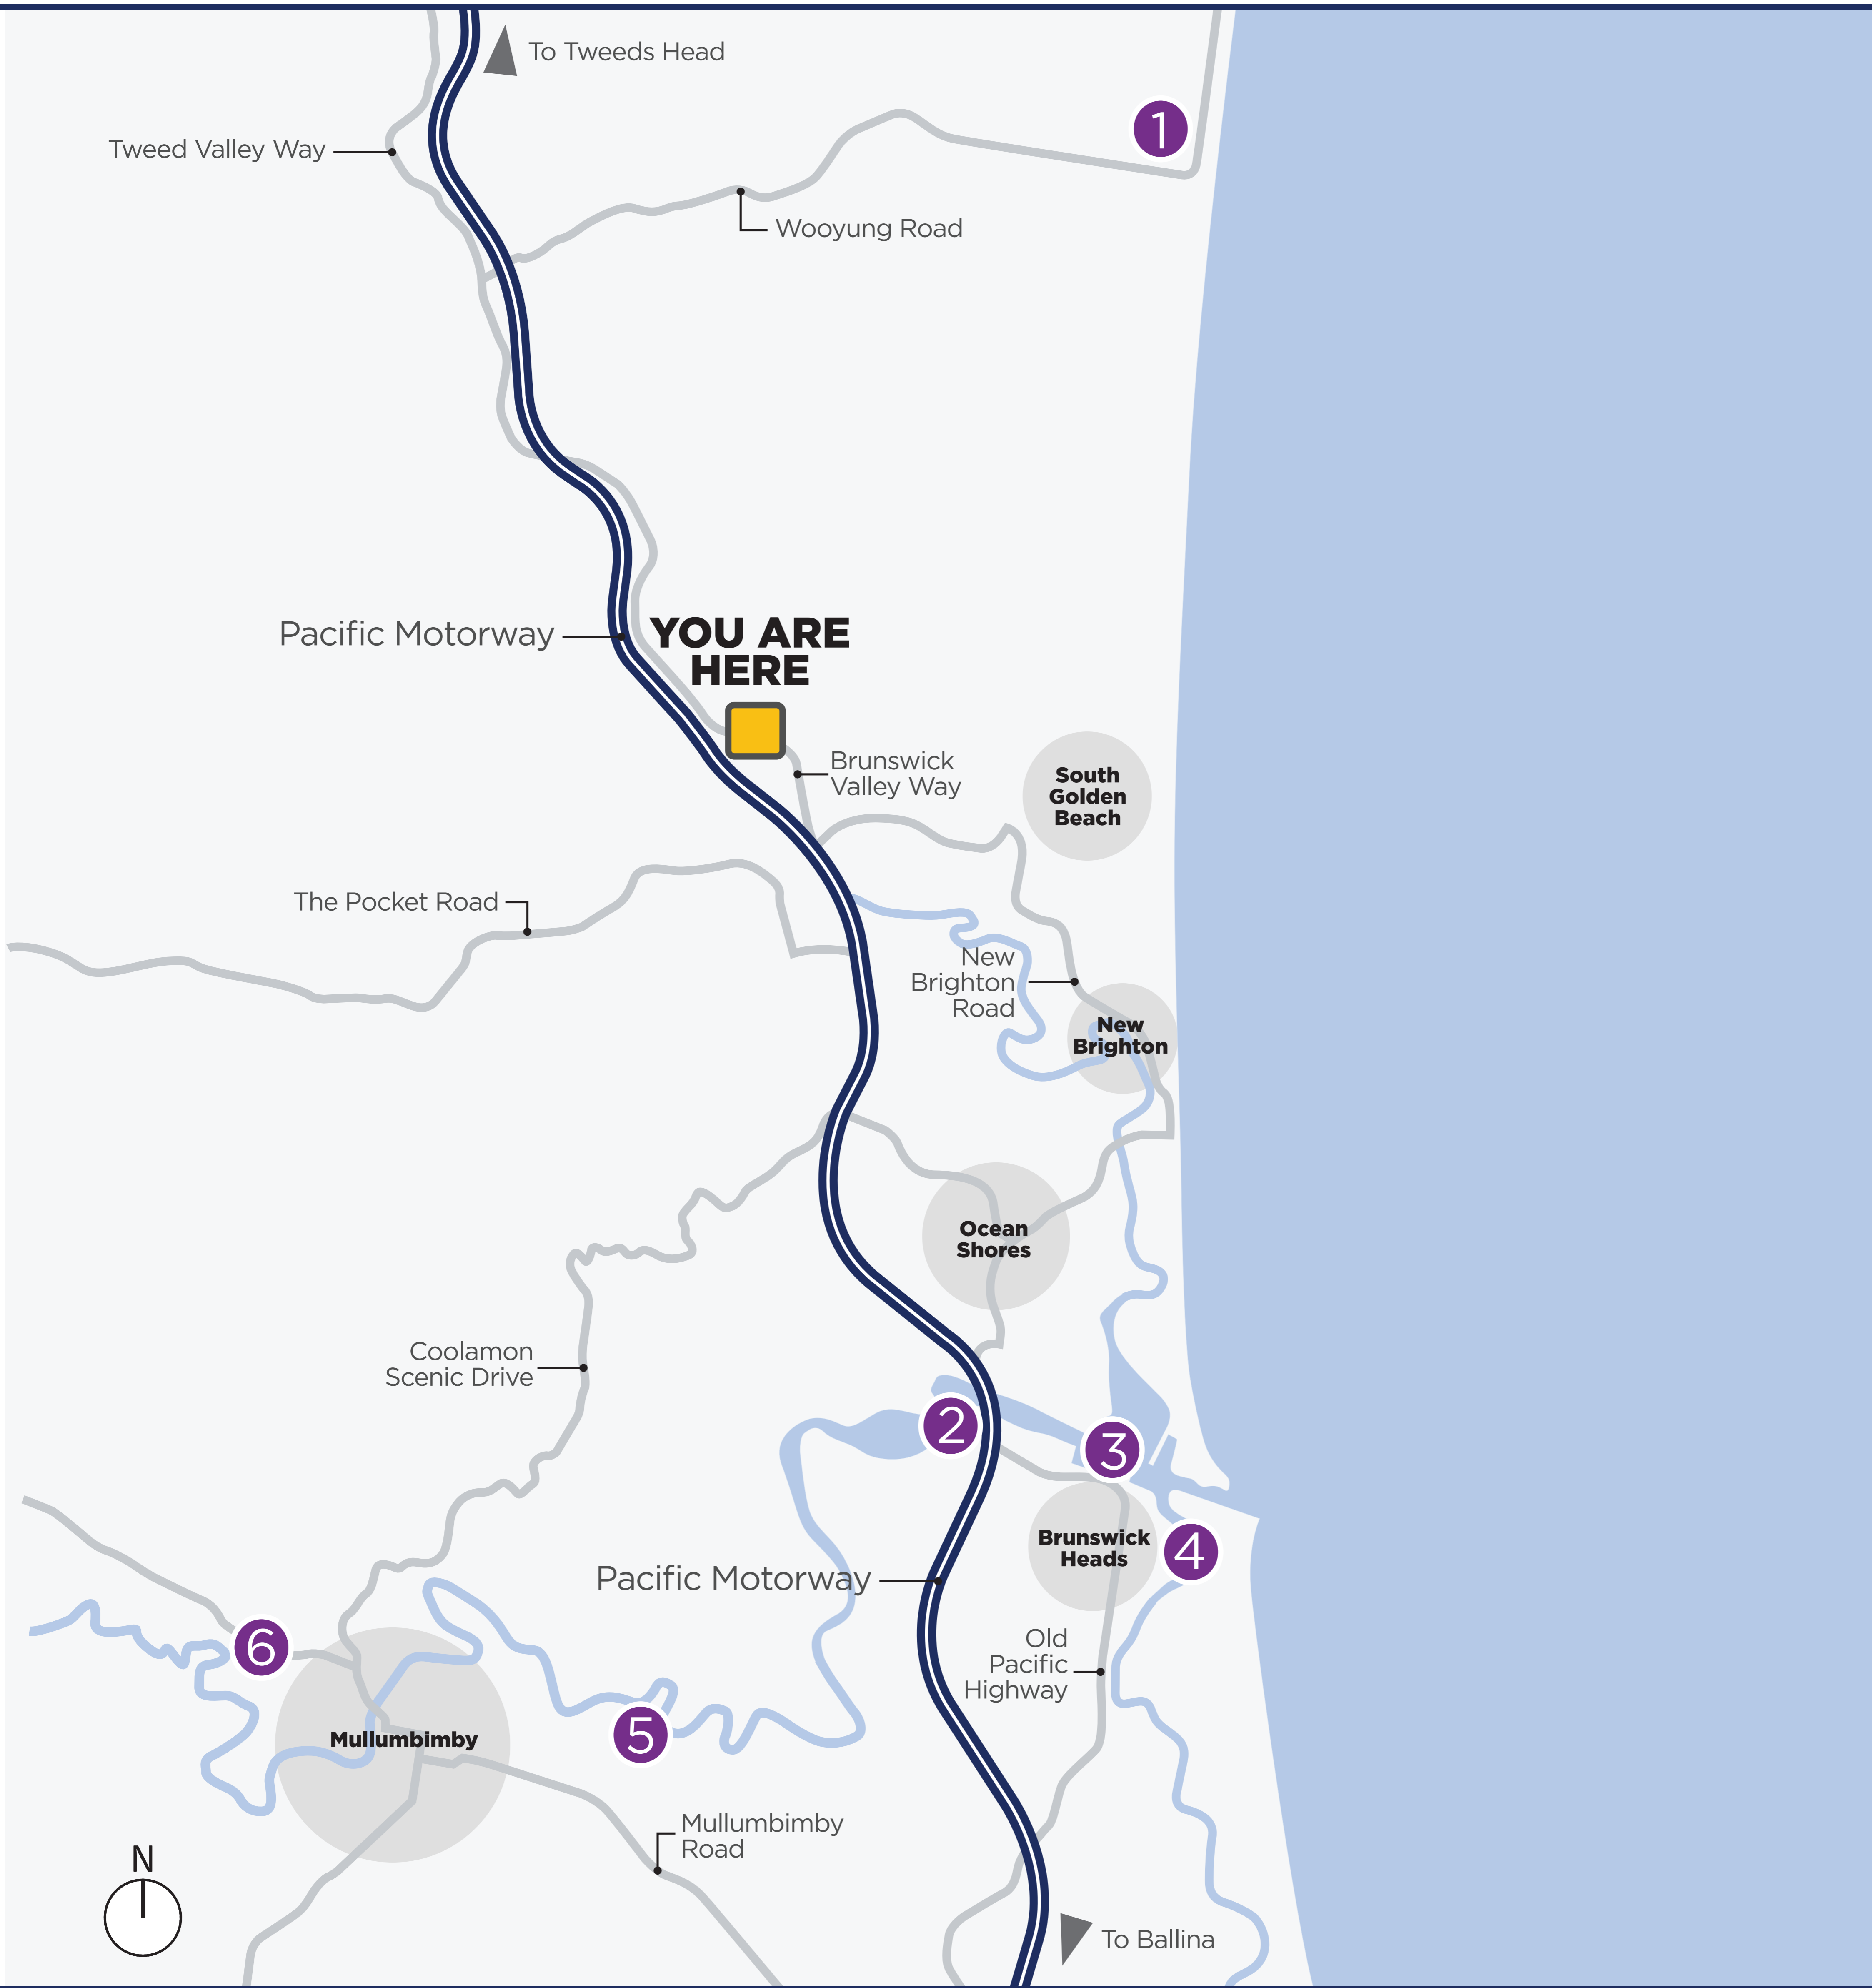 To Tweeds Head
1
Tweed Valley Way
Wooyung Road
Pacific Motorway
YOU ARE
HERE
Brunswick
Valley Way
South
Golden
Beach
The Pocket Road
New
Brighton
Road
New
Brighton
Ocean
Shores
Coolamon
Scenic Drive
2
3
Brunswick
Heads
4
Pacific Motorway
Old
Pacific
Highway
6
5
Mullumbimby
Mullumbimby
Road
N
To Ballina